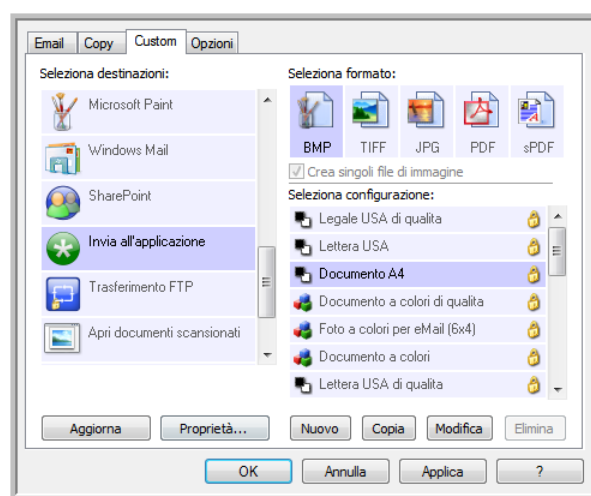 Email Copy Custom Opzioni
Seleziona destinazioni:
Microsoft Paint
Windows Mail
SharePoint
Invia all'applicazione
Trasferimento FTP
Apri documenti scansionati
Aggiorna Proprietà...
Seleziona formato:
BMP TIFF JPG PDF sPDF
Crea singoli file di immagine
Seleziona configurazione:
Legale USA di qualita
Lettera USA
Documento A4
Documento a colori di qualita
Foto a colori per eMail (6x4)
Documento a colori
Lettera USA di qualita
Nuovo Copia Modifica Elimina
OK Annulla Applica ?